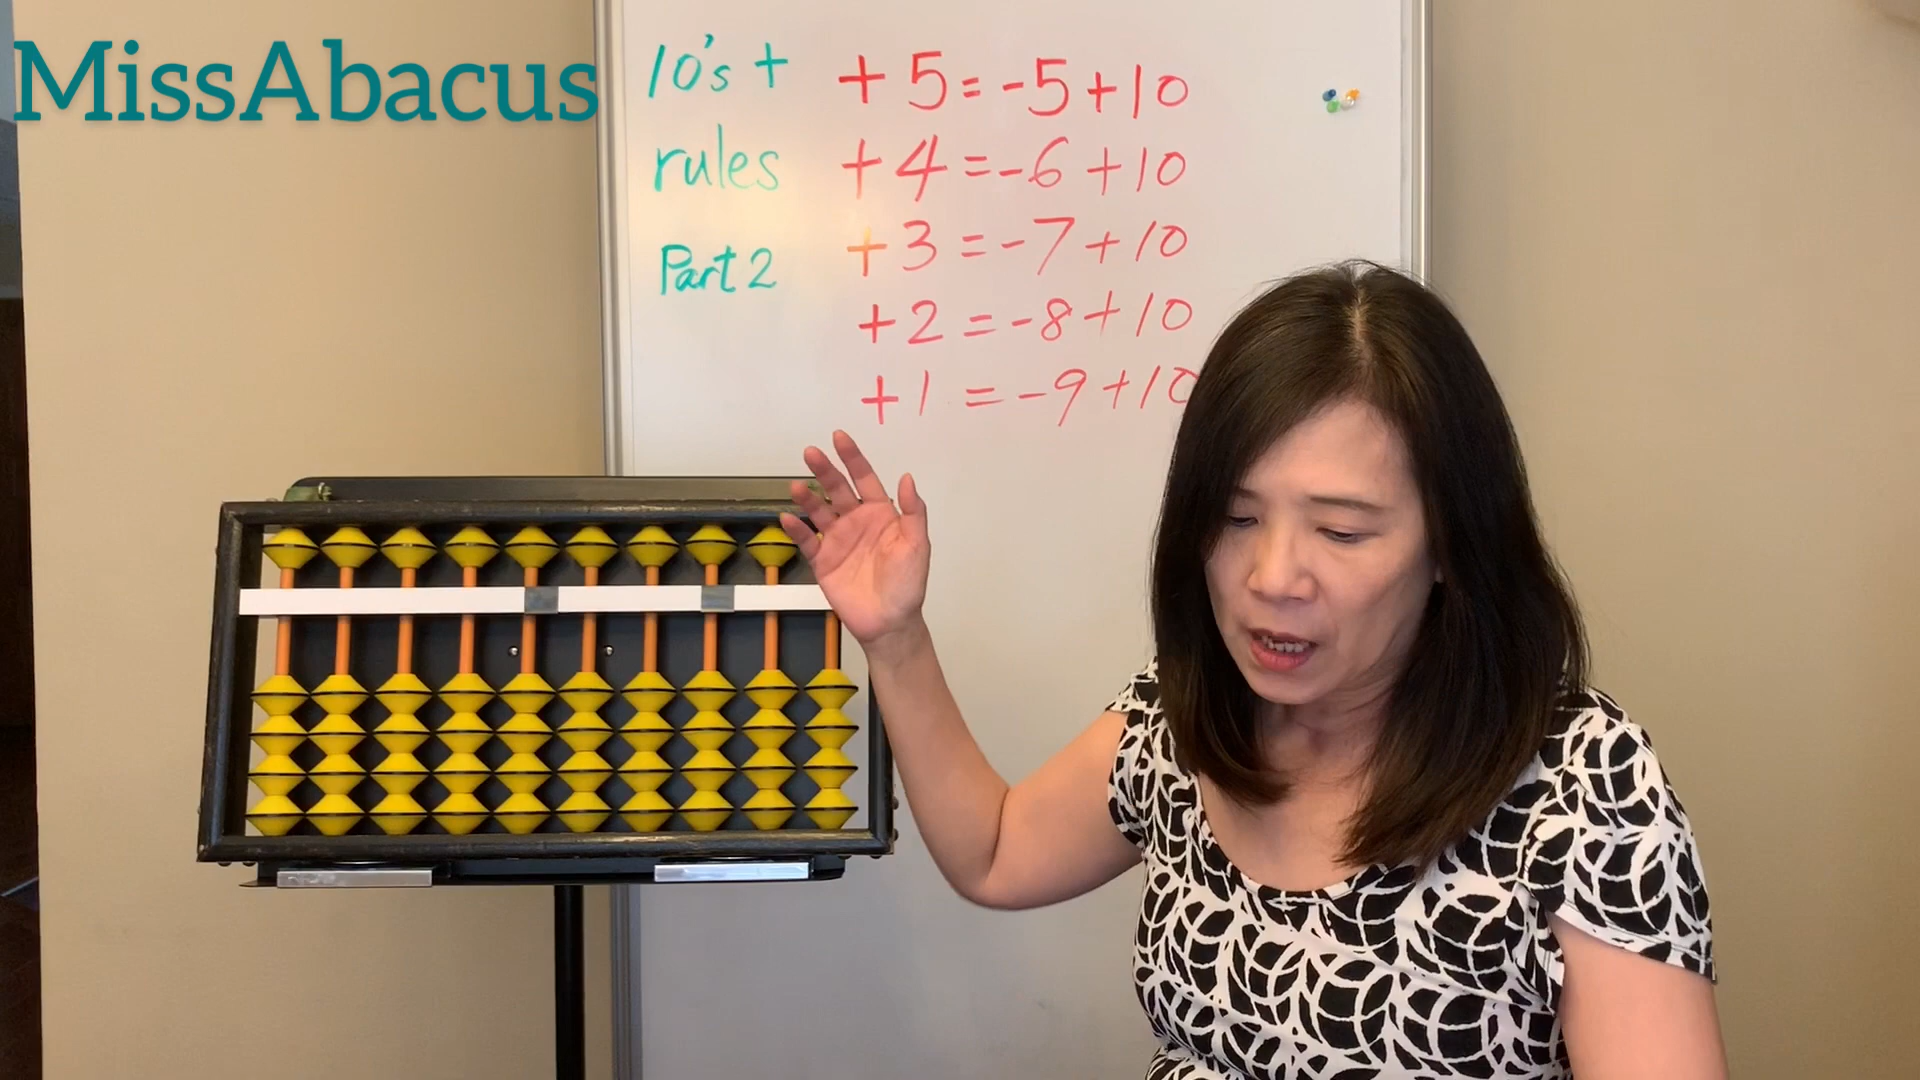 MissAbacus
10's +
rules
Part 2
+5=-5+10
+4=-6+10
+3=-7+10
+2=-8+10
+1=-9+10